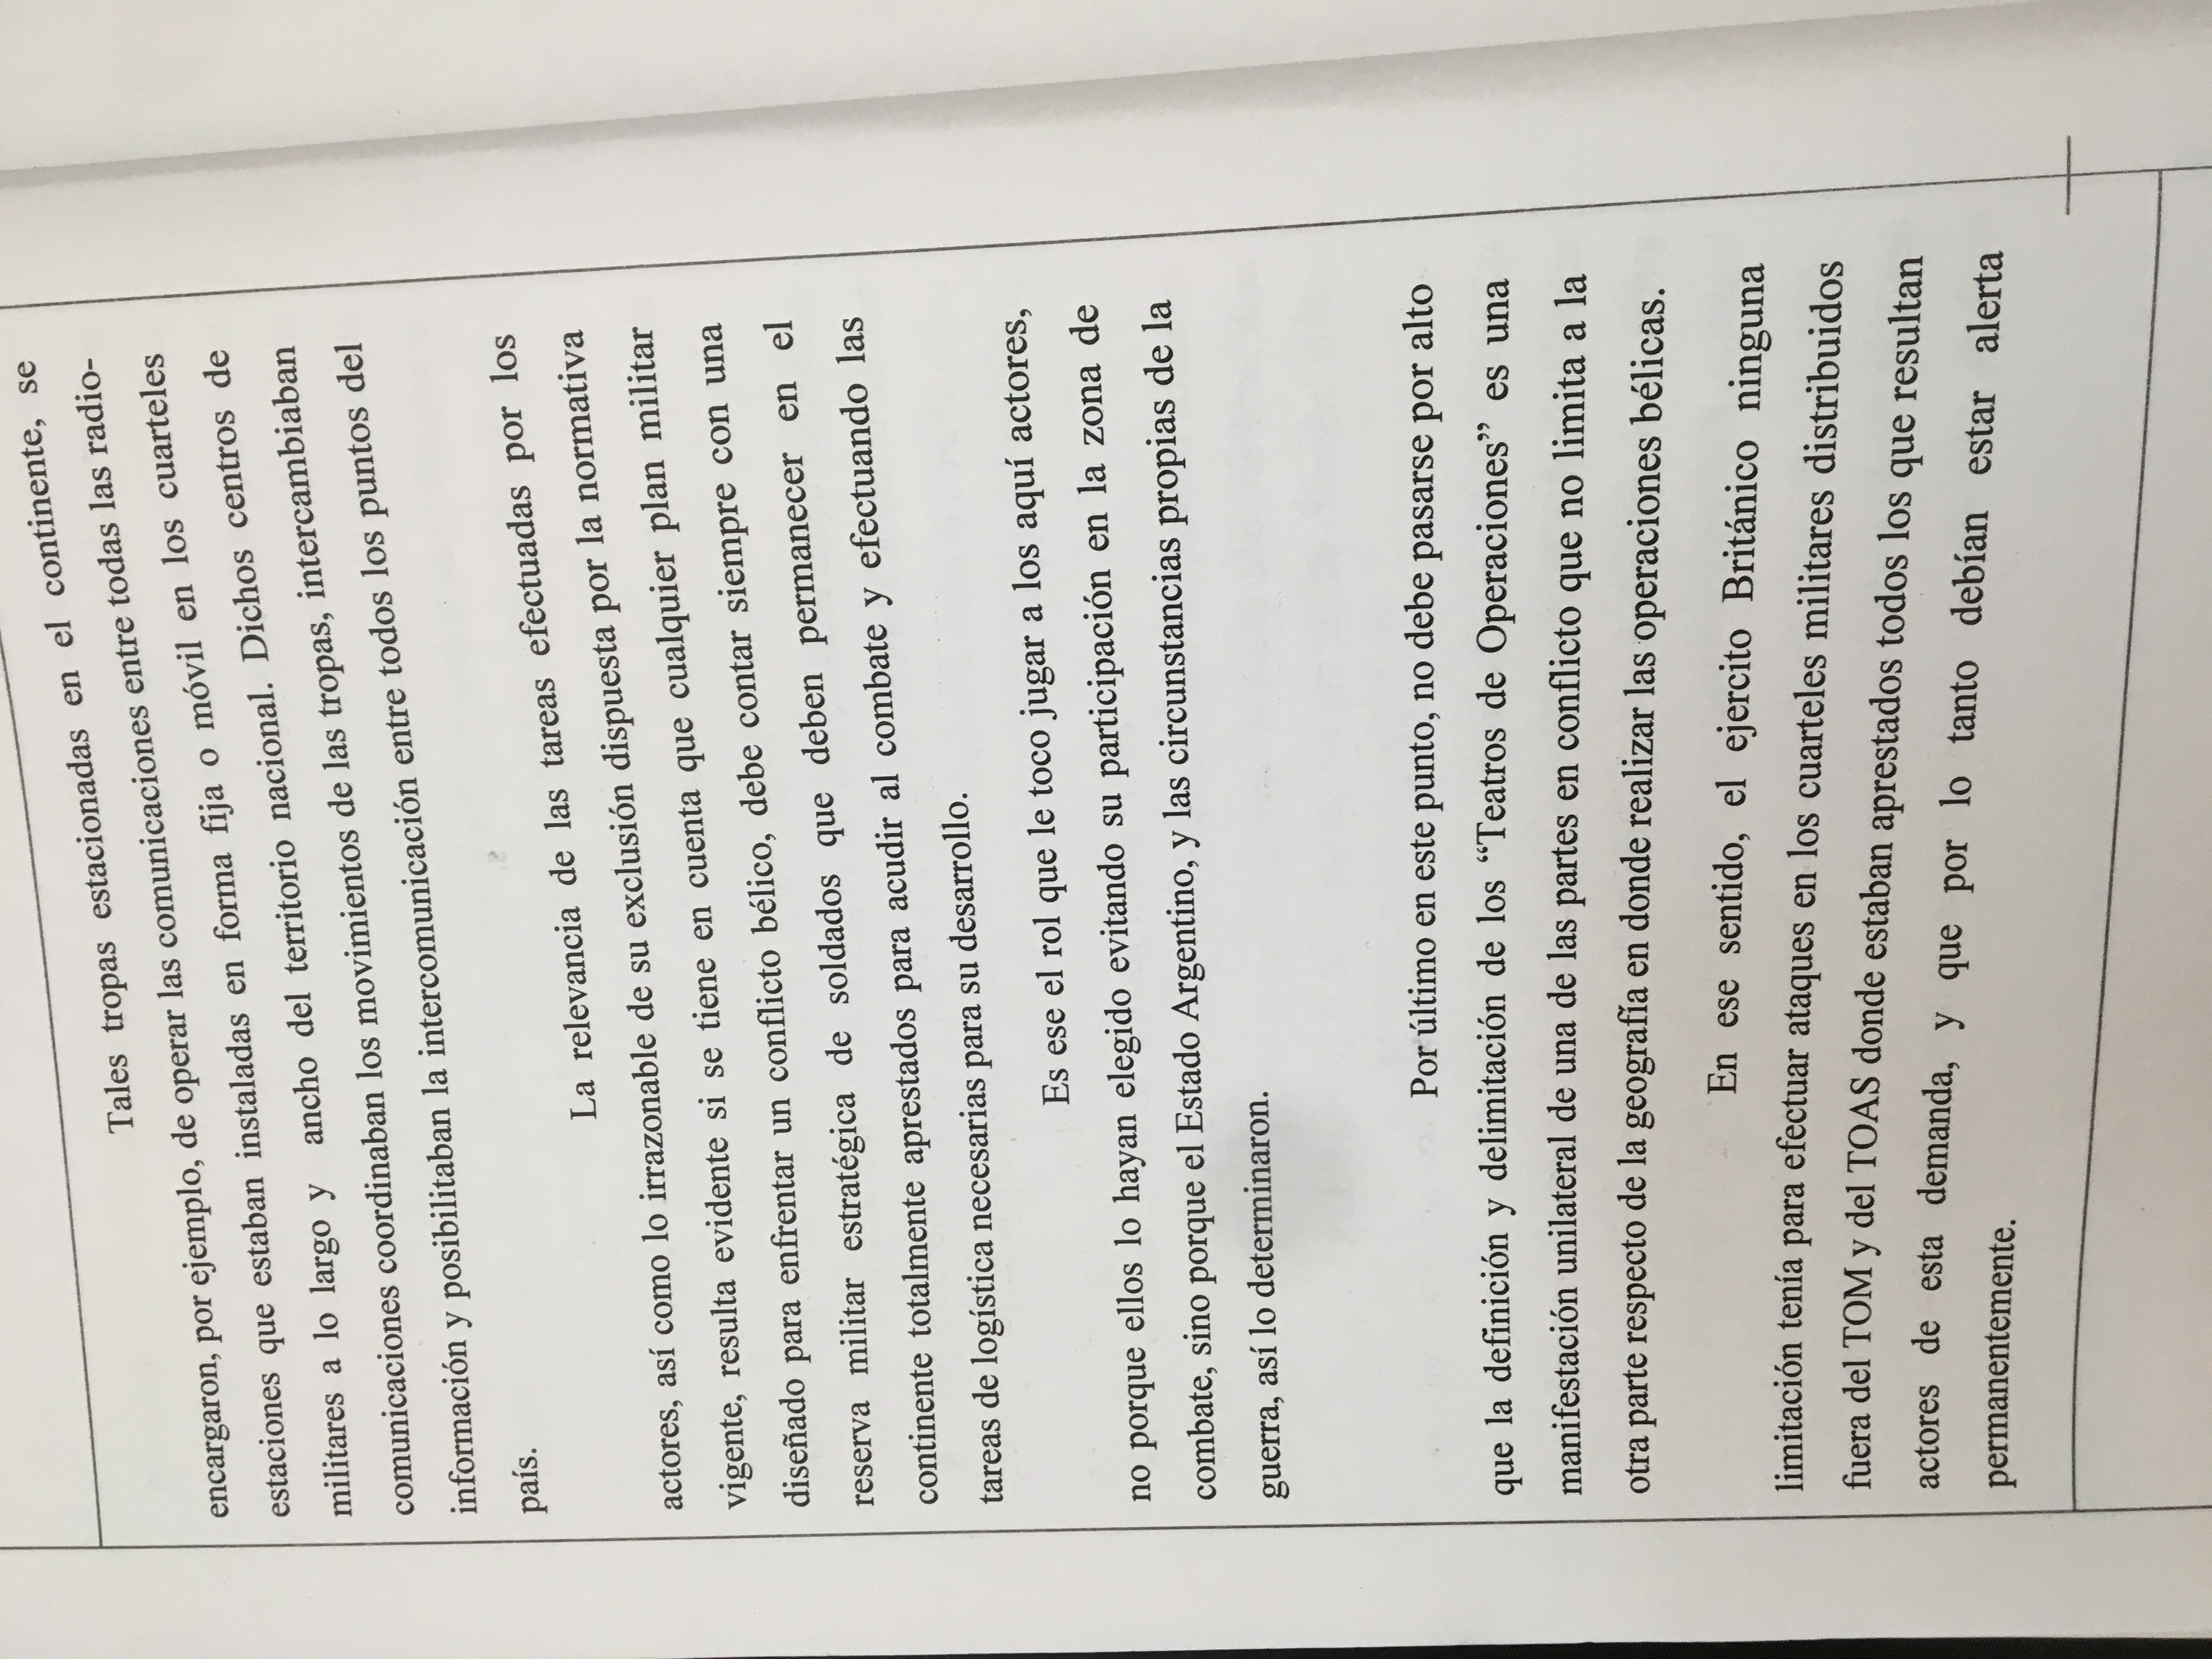 Tales tropas estacionadas en el continente, se
encargaron, por ejemplo, de operar las comunicaciones entre todas las radio-
estaciones que estaban instaladas en forma fija o móvil en los cuarteles
militares a lo largo y ancho del territorio nacional. Dichos centros de
comunicaciones coordinaban los movimientos de las tropas, intercambiaban
información y posibilitaban la intercomunicación entre todos los puntos del
país.
La relevancia de las tareas efectuadas por los
actores, así como lo irrazonable de su exclusión dispuesta por la normativa
vigente, resulta evidente si se tiene en cuenta que cualquier plan militar
diseñado para enfrentar un conflicto bélico, debe contar siempre con una
reserva militar estratégica de soldados que deben permanecer en el
continente totalmente aprestados para acudir al combate y efectuando las
tareas de logística necesarias para su desarrollo.
Es ese el rol que le toco jugar a los aquí actores,
no porque ellos lo hayan elegido evitando su participación en la zona de
combate, sino porque el Estado Argentino, y las circunstancias propias de la
guerra, así lo determinaron.
Por último en este punto, no debe pasarse por alto
que la definición y delimitación de los “Teatros de Operaciones” es una
manifestación unilateral de una de las partes en conflicto que no limita a la
otra parte respecto de la geografía en donde realizar las operaciones bélicas.
En ese sentido, el ejercito Británico ninguna
limitación tenía para efectuar ataques en los cuarteles militares distribuidos
fuera del TOM y del TOAS donde estaban aprestados todos los que resultan
actores de esta demanda, y que por lo tanto debían estar alerta
permanentemente.